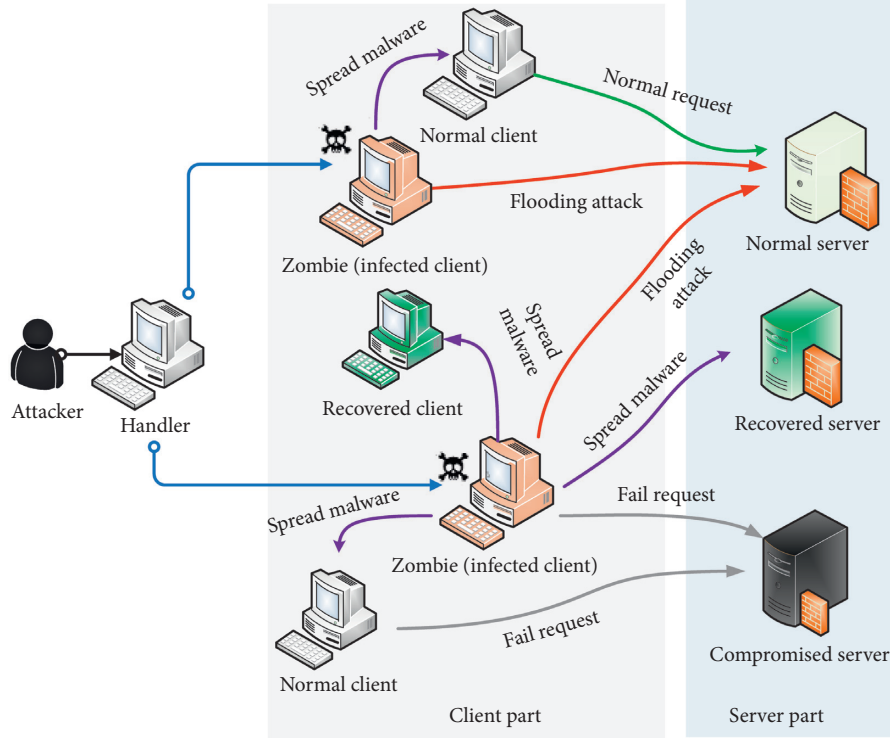 Spread malware
Normal client
Normal request
Zombie (infected client)
Flooding attack
Normal server
Flooding
attack
Attacker
Handler
Recovered client
Spread
malware
Spread malware
Recovered server
Spread malware
Zombie (infected client)
Fail request
Normal client
Fail request
Compromised server
Client part
Server part